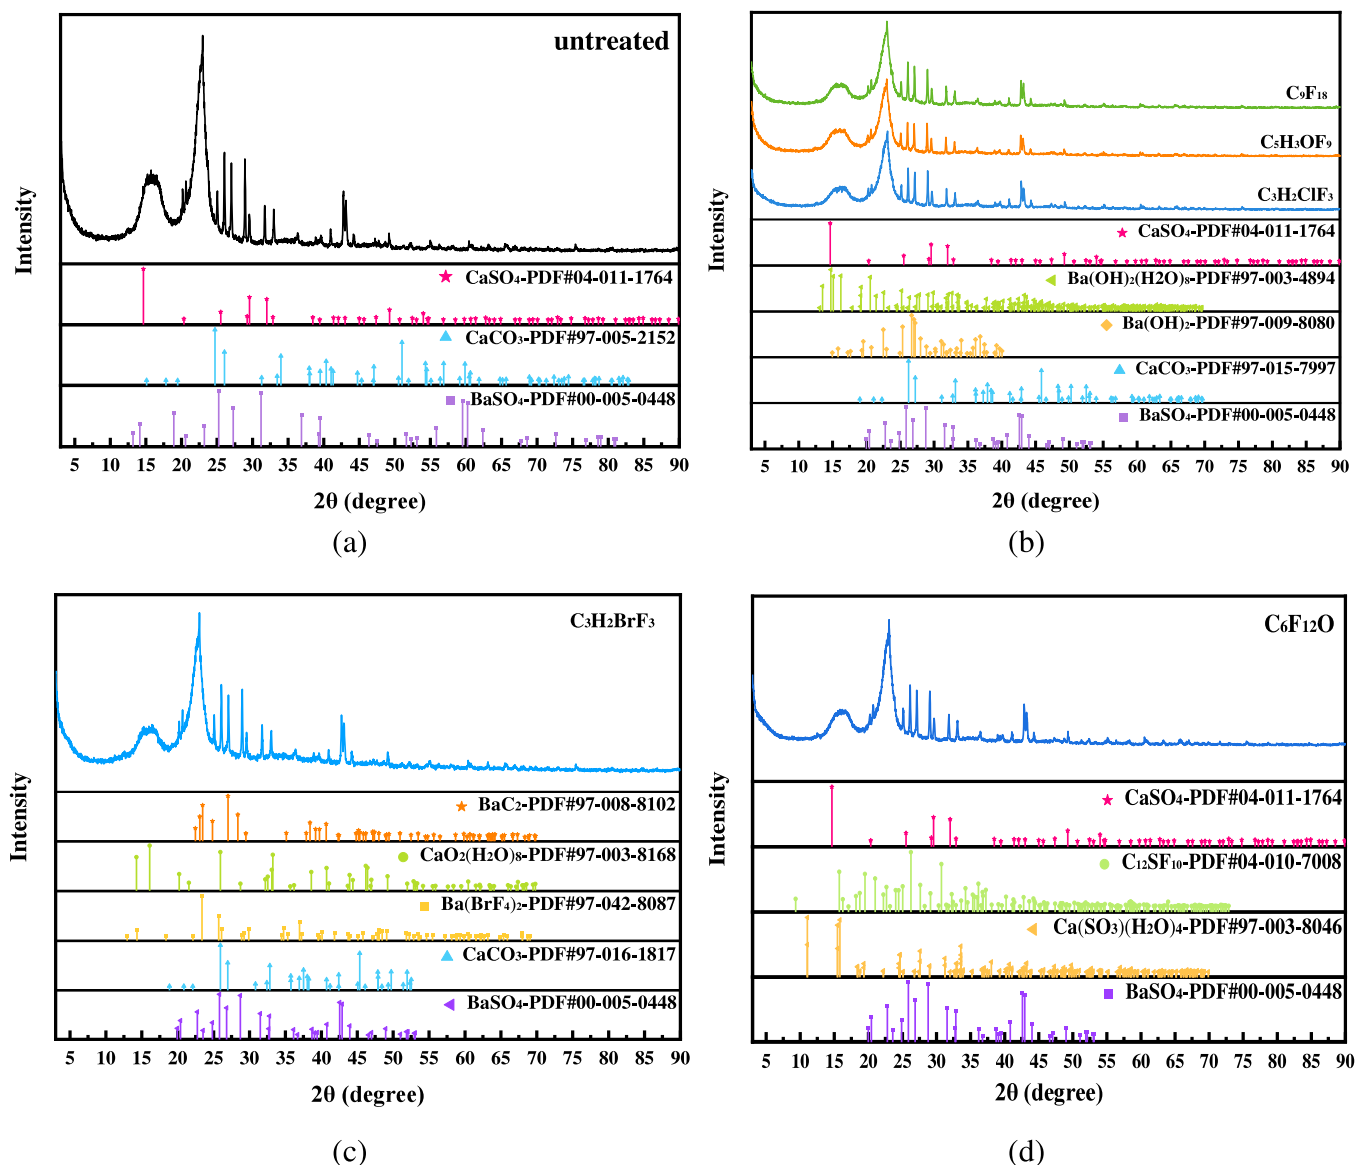 untreated
Intensity
CaSO₄-PDF#04-011-1764
CaCO₃-PDF#97-005-2152
BaSO₄-PDF#00-005-0448
5 10 15 20 25 30 35 40 45 50 55 60 65 70 75 80 85 90
2θ (degree)
(a)
C₉F₁₈
C₅H₃OF₉
C₃H₂ClF₃
Intensity
CaSO₄-PDF#04-011-1764
Ba(OH)₂(H2O)₈-PDF#97-003-4894
Ba(OH)₂-PDF#97-009-8080
CaCO₃-PDF#97-015-7997
BaSO₄-PDF#00-005-0448
5 10 15 20 25 30 35 40 45 50 55 60 65 70 75 80 85 90
2θ (degree)
(b)
C₃H₂BrF₃
Intensity
BaC₂-PDF#97-008-8102
CaO₂(H₂O)₈-PDF#97-003-8168
Ba(BrF₄)₂-PDF#97-042-8087
CaCO₃-PDF#97-016-1817
BaSO₄-PDF#00-005-0448
5 10 15 20 25 30 35 40 45 50 55 60 65 70 75 80 85 90
2θ (degree)
(c)
C₆F₁₂O
Intensity
CaSO₄-PDF#04-011-1764
C₁₂SF₁₀-PDF#04-010-7008
Ca(SO₃)(H₂O)₄-PDF#97-003-8046
BaSO₄-PDF#00-005-0448
5 10 15 20 25 30 35 40 45 50 55 60 65 70 75 80 85 90
2θ (degree)
(d)